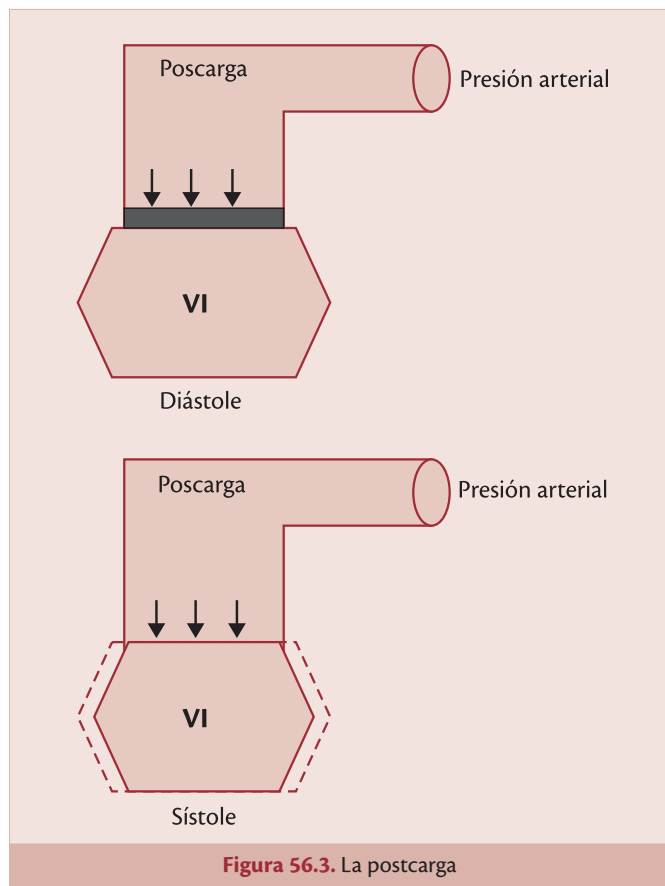 Poscarga
Presión arterial
VI
Diástole
Poscarga
Presión arterial
VI
Sístole
Figura 56.3. La postcarga